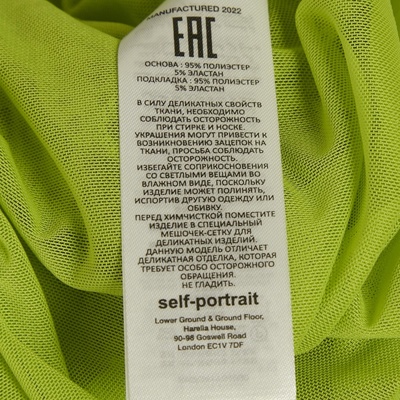 MANUFACTURED 2022
EAC
ОСНОВА : 95% ПОЛИЭСТЕР
5% ЭЛАСТАН
ПОДКЛАДКА : 95% ПОЛИЭСТЕР
5% ЭЛАСТАН
В СИЛУ ДЕЛИКАТНЫХ СВОЙСТВ
ТКАНИ, НЕОБХОДИМО
СОБЛЮДАТЬ ОСТОРОЖНОСТЬ
ПРИ СТИРКЕ И НОСКЕ.
УКРАШЕНИЯ МОГУТ ПРИВЕСТИ К
ВОЗНИКНОВЕНИЮ ЗАЦЕПОК НА
ТКАНИ, ПРОСЬБА СОБЛЮДАТЬ
ОСТОРОЖНОСТЬ.
ИЗБЕГАЙТЕ СОПРИКОСНОВЕНИЯ
СО СВЕТЛЫМИ ВЕЩАМИ ВО
ВЛАЖНОМ ВИДЕ, ПОСКОЛЬКУ
ИЗДЕЛИЕ МОЖЕТ ПОЛИНЯТЬ,
ИСПОРТИВ ДРУГУЮ ОДЕЖДУ ИЛИ
ОБИВКУ.
ПЕРЕД ХИМЧИСТКОЙ ПОМЕСТИТЕ
ИЗДЕЛИЕ В СПЕЦИАЛЬНЫЙ
МЕШОЧЕК-СЕТКУ ДЛЯ
ДЕЛИКАТНЫХ ИЗДЕЛИЙ.
ДАННУЮ МОДЕЛЬ ОТЛИЧАЕТ
ДЕЛИКАТНАЯ ОТДЕЛКА, КОТОРАЯ
ТРЕБУЕТ ОСОБО ОСТОРОЖНОГО
ОБРАЩЕНИЯ.
НЕ ГЛАДИТЬ.
self-portrait
Lower Ground & Ground Floor,
Harella House,
90-98 Goswell Road
London EC1V 7DF